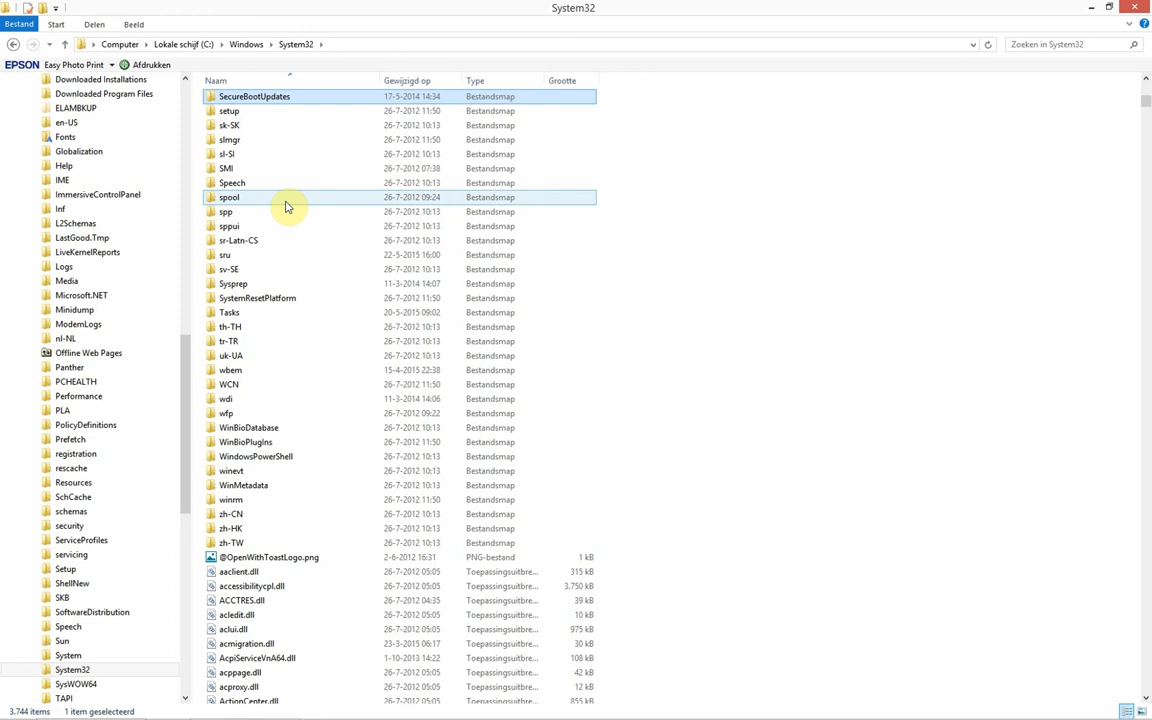 System32
Bestand Start Delen Beeld
Computer Lokale schijf (C:) Windows System32 Zoeken in System32
EPSON Easy Photo Print Afdrukken
Downloaded Installations
Downloaded Program Files
ELAMBKUP
en-US
Fonts
Globalization
Help
IME
ImmersiveControlPanel
Inf
L2Schemas
LastGood.Tmp
LiveKernelReports
Logs
Media
Microsoft.NET
Minidump
ModemLogs
nl-NL
Offline Web Pages
Panther
PCHEALTH
Performance
PLA
PolicyDefinitions
Prefetch
registration
rescache
Resources
SchCache
schemas
security
ServiceProfiles
servicing
Setup
ShellNew
SKB
SoftwareDistribution
Speech
Sun
System
System32
SysWOW64
TAPI
Naam Gewijzigd op Type Grootte
SecureBootUpdates 17-5-2014 14:34 Bestandsmap
setup 26-7-2012 11:50 Bestandsmap
sk-SK 26-7-2012 10:13 Bestandsmap
slmgr 26-7-2012 11:50 Bestandsmap
sl-SI 26-7-2012 10:13 Bestandsmap
SMI 26-7-2012 07:38 Bestandsmap
Speech 26-7-2012 10:13 Bestandsmap
spool 26-7-2012 09:24 Bestandsmap
spp 26-7-2012 10:13 Bestandsmap
sppui 26-7-2012 10:13 Bestandsmap
sr-Latn-CS 26-7-2012 10:13 Bestandsmap
sru 22-5-2015 16:00 Bestandsmap
sv-SE 26-7-2012 10:13 Bestandsmap
Sysprep 11-3-2014 14:07 Bestandsmap
SystemResetPlatform 26-7-2012 11:50 Bestandsmap
Tasks 20-5-2015 09:02 Bestandsmap
th-TH 26-7-2012 10:13 Bestandsmap
tr-TR 26-7-2012 10:13 Bestandsmap
uk-UA 26-7-2012 10:13 Bestandsmap
wbem 15-4-2015 22:38 Bestandsmap
WCN 26-7-2012 11:50 Bestandsmap
wdi 11-3-2014 14:06 Bestandsmap
wfp 26-7-2012 09:22 Bestandsmap
WinBioDatabase 26-7-2012 10:13 Bestandsmap
WinBioPlugIns 26-7-2012 11:50 Bestandsmap
WindowsPowerShell 26-7-2012 10:13 Bestandsmap
winevt 26-7-2012 10:13 Bestandsmap
WinMetadata 26-7-2012 10:13 Bestandsmap
winrm 26-7-2012 11:50 Bestandsmap
zh-CN 26-7-2012 10:13 Bestandsmap
zh-HK 26-7-2012 10:13 Bestandsmap
zh-TW 26-7-2012 10:13 Bestandsmap
@OpenWithToastLogo.png 2-6-2012 16:31 PNG-bestand 1 kB
aaclient.dll 26-7-2012 05:05 Toepassingsuitbre... 315 kB
accessibilitycpl.dll 26-7-2012 05:05 Toepassingsuitbre... 3.750 kB
ACCTRES.dll 26-7-2012 04:35 Toepassingsuitbre... 39 kB
acledit.dll 26-7-2012 05:05 Toepassingsuitbre... 10 kB
aclui.dll 26-7-2012 05:05 Toepassingsuitbre... 975 kB
acmigration.dll 23-3-2015 06:17 Toepassingsuitbre... 30 kB
AcpiServiceVnA64.dll 1-10-2013 14:22 Toepassingsuitbre... 108 kB
acppage.dll 26-7-2012 05:05 Toepassingsuitbre... 42 kB
acproxy.dll 26-7-2012 05:05 Toepassingsuitbre... 12 kB
ActionCenter.dll 26-7-2012 05:05 Toepassingsuitbre... 855 kB
3.744 items 1 item geselecteerd